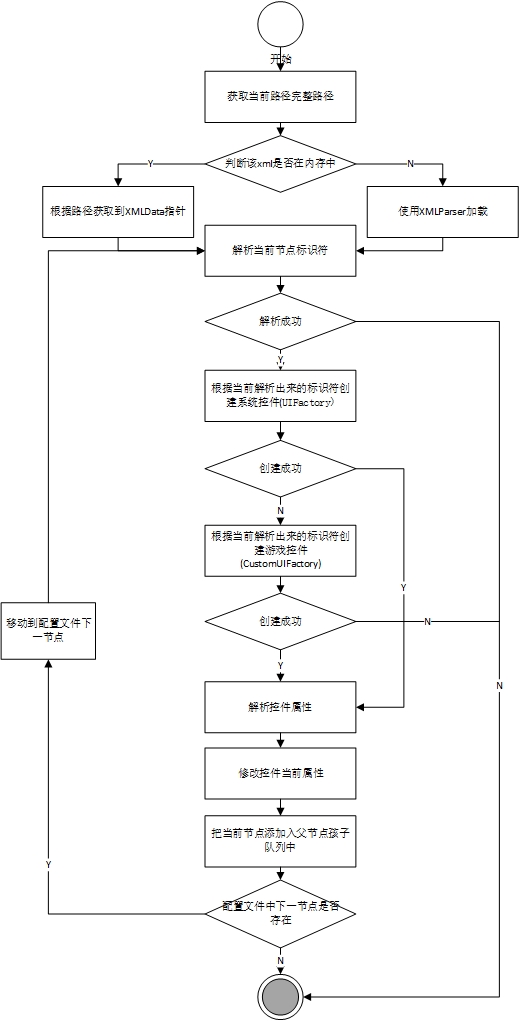 开始
获取当前路径完整路径
判断该xml是否在内存中
Y
N
根据路径获取到XMLData指针
使用XMLParser加载
解析当前节点标识符
解析成功
Y
根据当前解析出来的标识符创
建系统控件(UIFactory)
创建成功
N
根据当前解析出来的标识符创
建游戏控件
(CustomUIFactory)
Y
移动到配置文件下
一节点
创建成功
N
Y
N
解析控件属性
修改控件当前属性
把当前节点添加入父节点孩子
队列中
Y
配置文件中下一节点是否
存在
N